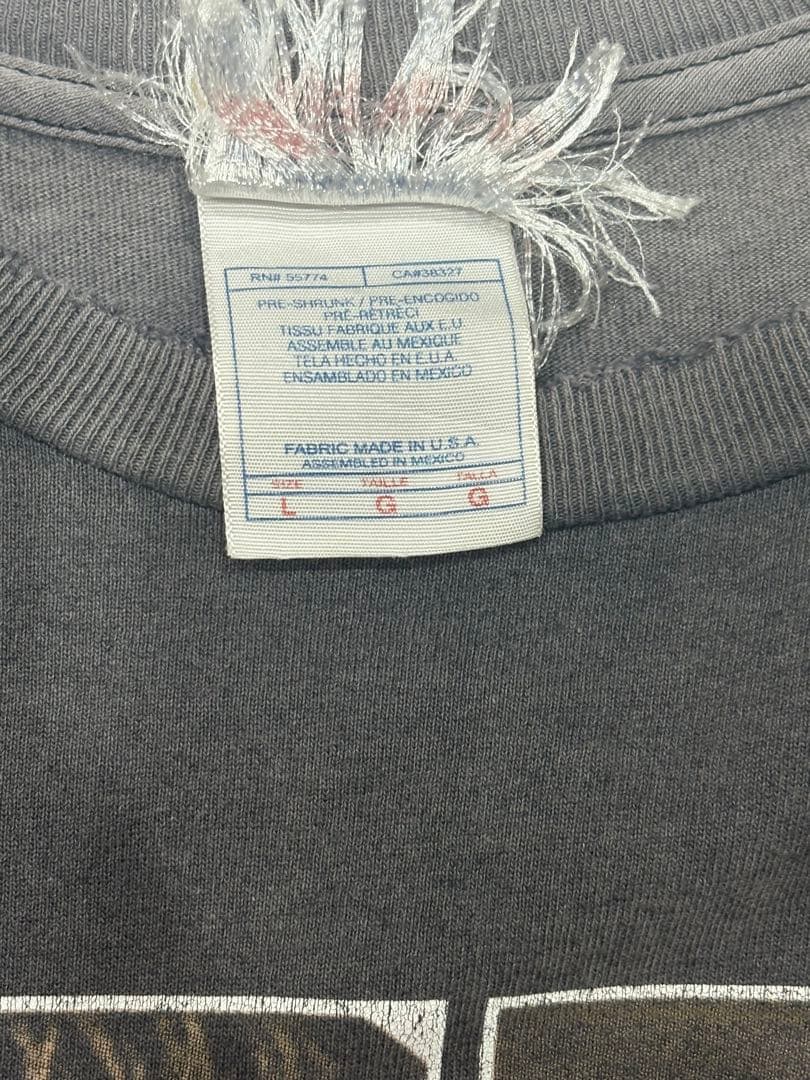 RN# 55774 CA#38327
PRE-SHRUNK / PRE-ENCOGIDO
PRÉ-RÉTRÉCI
TISSU FABRIQUE AUX E.U.
ASSEMBLE AU MEXIQUE
TELA HECHO EN E.U.A.
ENSAMBLADO EN MEXICO
FABRIC MADE IN U.S.A.
ASSEMBLED IN MEXICO
SIZE TAILLE TALLA
L G G